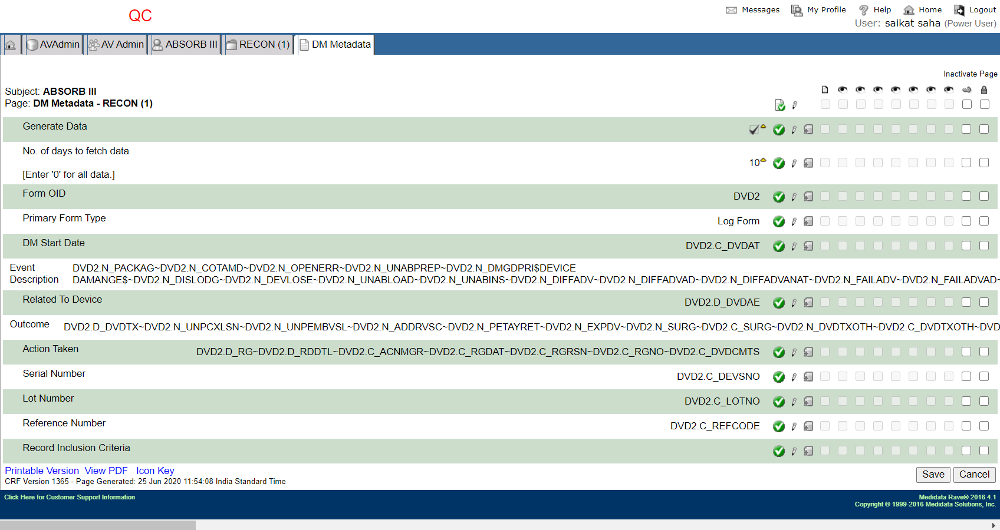 QC
Messages My Profile Help Home Logout
User: saikat saha (Power User)
AVAdmin AV Admin ABSORB III RECON (1) DM Metadata
Inactivate Page
Subject: ABSORB III
Page: DM Metadata - RECON (1)
Generate Data
No. of days to fetch data
10
[Enter '0' for all data.]
Form OID DVD2
Primary Form Type Log Form
DM Start Date DVD2.C_DVDAT
Event DVD2.N_PACKAG~DVD2.N_COTAMD~DVD2.N_OPENERR~DVD2.N_UNABPREP~DVD2.N_DMGDPRI$DEVICE
Description DAMANGE$~DVD2.N_DISLODG~DVD2.N_DEVLOSE~DVD2.N_UNABLOAD~DVD2.N_UNABINS~DVD2.N_DIFFADV~DVD2.N_DIFFADVAD~DVD2.N_DIFFADVANAT~DVD2.N_FAILADV~DVD2.N_FAILADVAD~
Related To Device DVD2.D_DVDAE
Outcome DVD2.D_DVDTX~DVD2.N_UNPCXLSN~DVD2.N_UNPEMBVSL~DVD2.N_ADDRVSC~DVD2.N_PETAYRET~DVD2.N_EXPDV~DVD2.N_SURG~DVD2.C_SURG~DVD2.N_DVDTXOTH~DVD2.C_DVDTXOTH~DVD
Action Taken DVD2.D_RG~DVD2.D_RDDTL~DVD2.C_ACNMGR~DVD2.C_RGDAT~DVD2.C_RGRSN~DVD2.C_RGNO~DVD2.C_DVDCMTS
Serial Number DVD2.C_DEVSNO
Lot Number DVD2.C_LOTNO
Reference Number DVD2.C_REFCODE
Record Inclusion Criteria
Printable Version View PDF Icon Key
Save Cancel
CRF Version 1365 - Page Generated: 25 Jun 2020 11:54:08 India Standard Time
Click Here for Customer Support Information
Medidata Rave® 2016.4.1
Copyright © 1999-2016 Medidata Solutions, Inc.